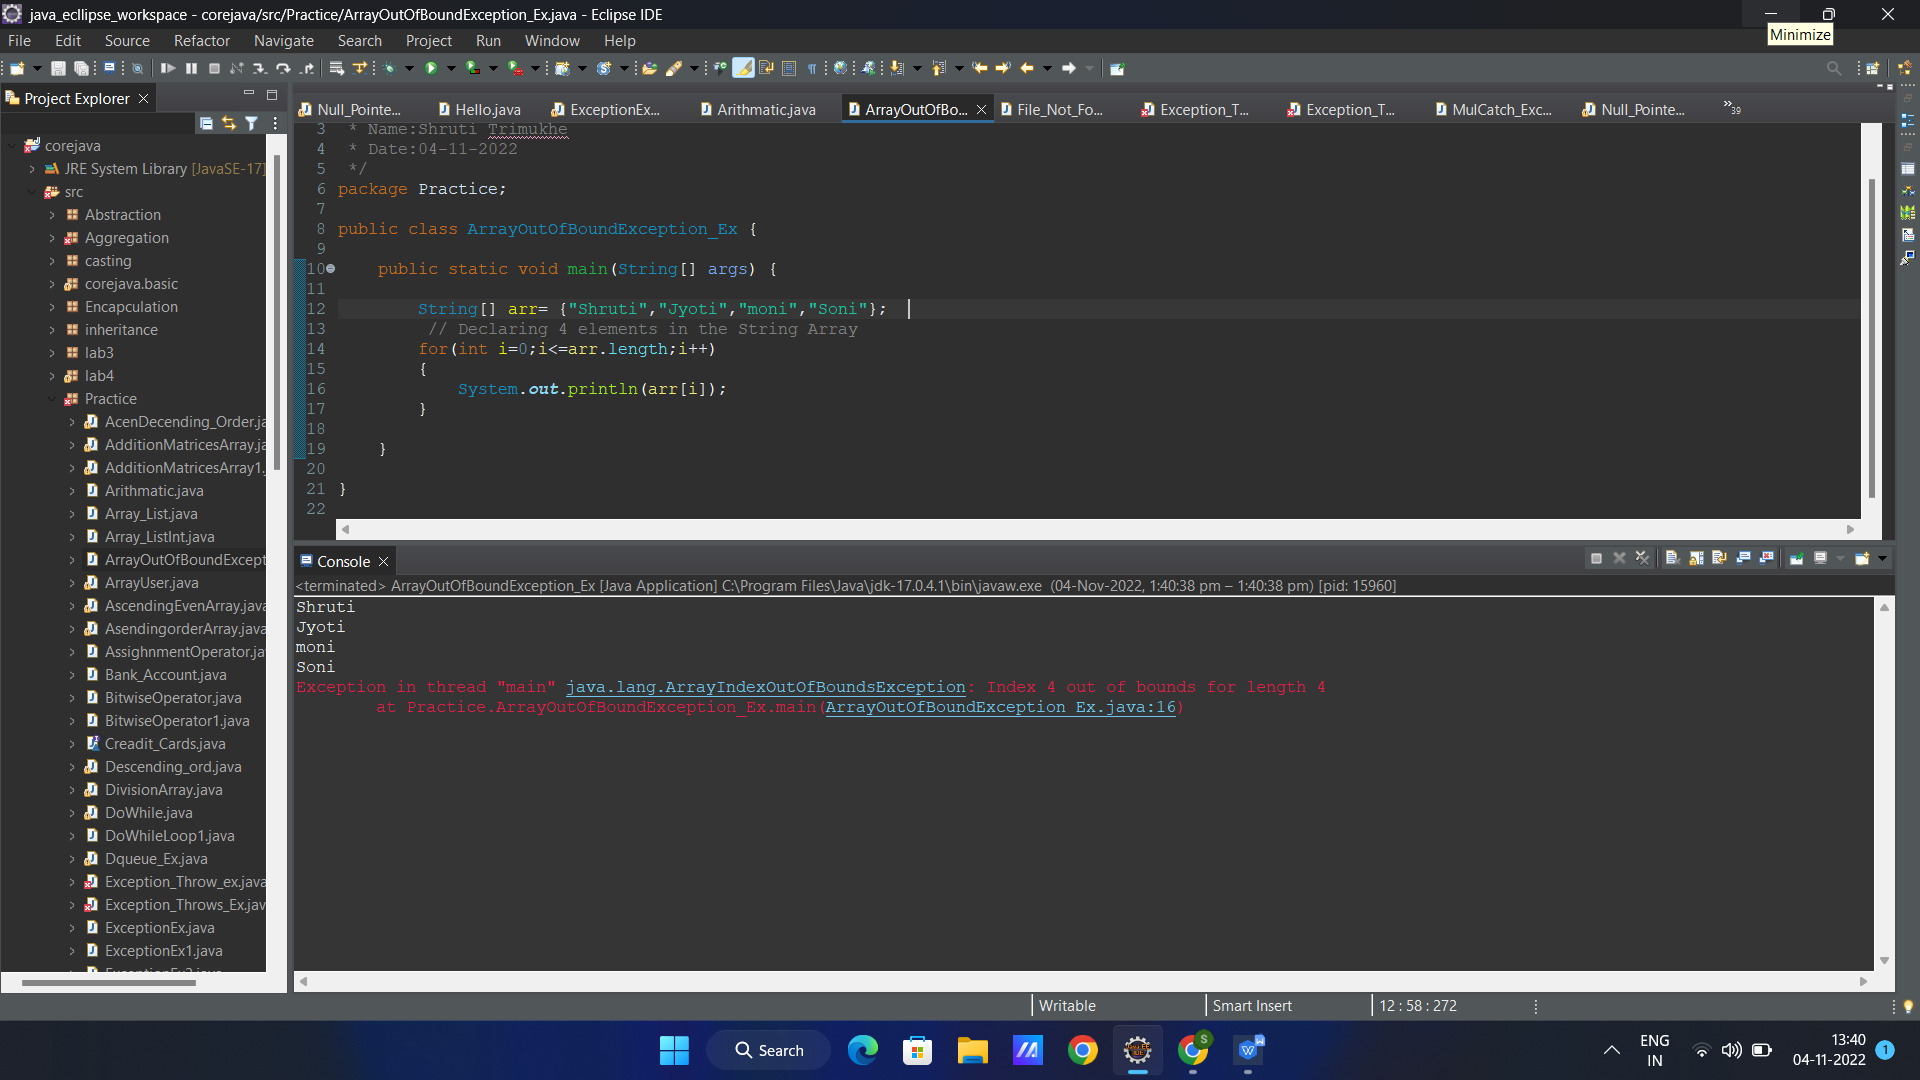 java_ecllipse_workspace - corejava/src/Practice/ArrayOutOfBoundException_Ex.java - Eclipse IDE
Minimize
File Edit Source Refactor Navigate Search Project Run Window Help
Project Explorer
Null_Pointe... Hello.java ExceptionEx... Arithmatic.java ArrayOutOfBo... File_Not_Fo... Exception_T... Exception_T... MulCatch_Exc... Null_Pointe... »39
corejava
JRE System Library [JavaSE-17]
src
Abstraction
Aggregation
casting
corejava.basic
Encapculation
inheritance
lab3
lab4
Practice
AcenDecending_Order.ja
AdditionMatricesArray.ja
AdditionMatricesArray1.
Arithmatic.java
Array_List.java
Array_ListInt.java
ArrayOutOfBoundExcept
ArrayUser.java
AscendingEvenArray.java
AsendingorderArray.java
AssighnmentOperator.ja
Bank_Account.java
BitwiseOperator.java
BitwiseOperator1.java
Creadit_Cards.java
Descending_ord.java
DivisionArray.java
DoWhile.java
DoWhileLoop1.java
Dqueue_Ex.java
Exception_Throw_ex.java
Exception_Throws_Ex.jav
ExceptionEx.java
ExceptionEx1.java
3 * Name:Shruti Trimukhe
4 * Date:04-11-2022
5 */
6 package Practice;
7
8 public class ArrayOutOfBoundException_Ex {
9
10 public static void main(String[] args) {
11
12 String[] arr= {"Shruti","Jyoti","moni","Soni"};
13 // Declaring 4 elements in the String Array
14 for(int i=0;i<=arr.length;i++)
15 {
16 System.out.println(arr[i]);
17 }
18
19 }
20
21 }
22
Console
<terminated> ArrayOutOfBoundException_Ex [Java Application] C:\Program Files\Java\jdk-17.0.4.1\bin\javaw.exe (04-Nov-2022, 1:40:38 pm – 1:40:38 pm) [pid: 15960]
Shruti
Jyoti
moni
Soni
Exception in thread "main" java.lang.ArrayIndexOutOfBoundsException: Index 4 out of bounds for length 4
at Practice.ArrayOutOfBoundException_Ex.main(ArrayOutOfBoundException_Ex.java:16)
Writable Smart Insert 12 : 58 : 272
Search
S
W
ENG
IN
13:40
04-11-2022
1